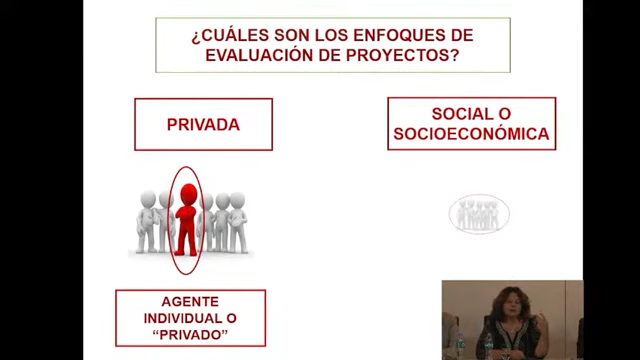 ¿CUÁLES SON LOS ENFOQUES DE
EVALUACIÓN DE PROYECTOS?
PRIVADA
SOCIAL O
SOCIOECONÓMICA
AGENTE
INDIVIDUAL O
“PRIVADO”